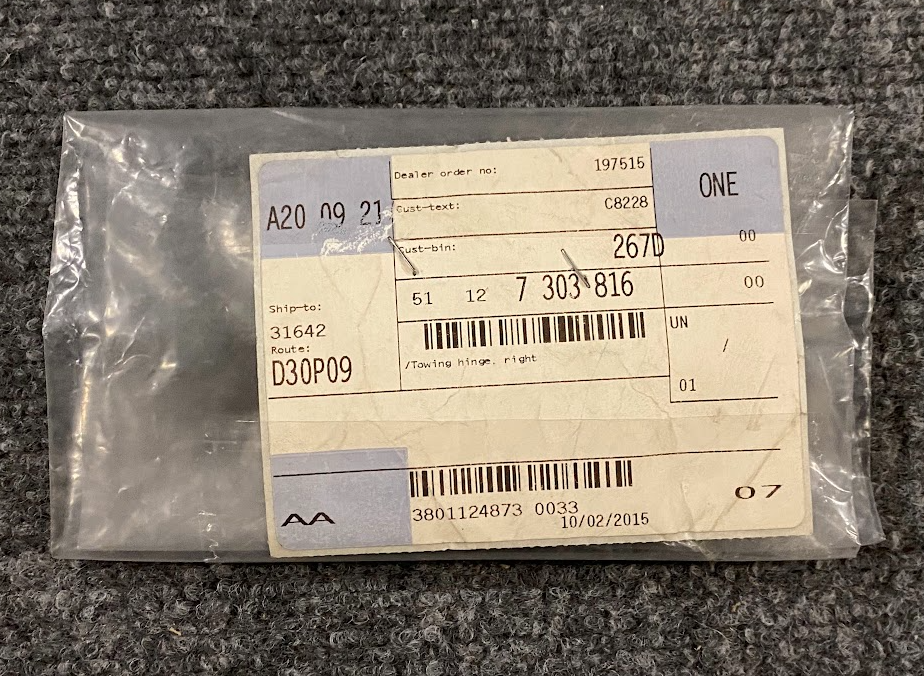 A20 09 21
Dealer order no: 197515
Cust-text: C8228
Cust-bin: 267D
ONE
00
51 12 7 303 816
00
Ship-to:
31642
Route:
D30P09
/Towing hinge. right
UN
/
01
AA
3801124873 0033
10/02/2015
07